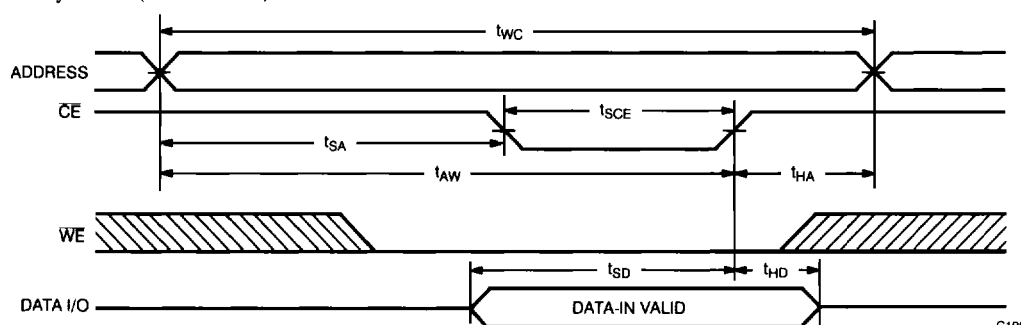 tWC
ADDRESS
CE
tSCE
tSA
tAW
tHA
WE
tSD
tHD
DATA I/O
DATA-IN VALID